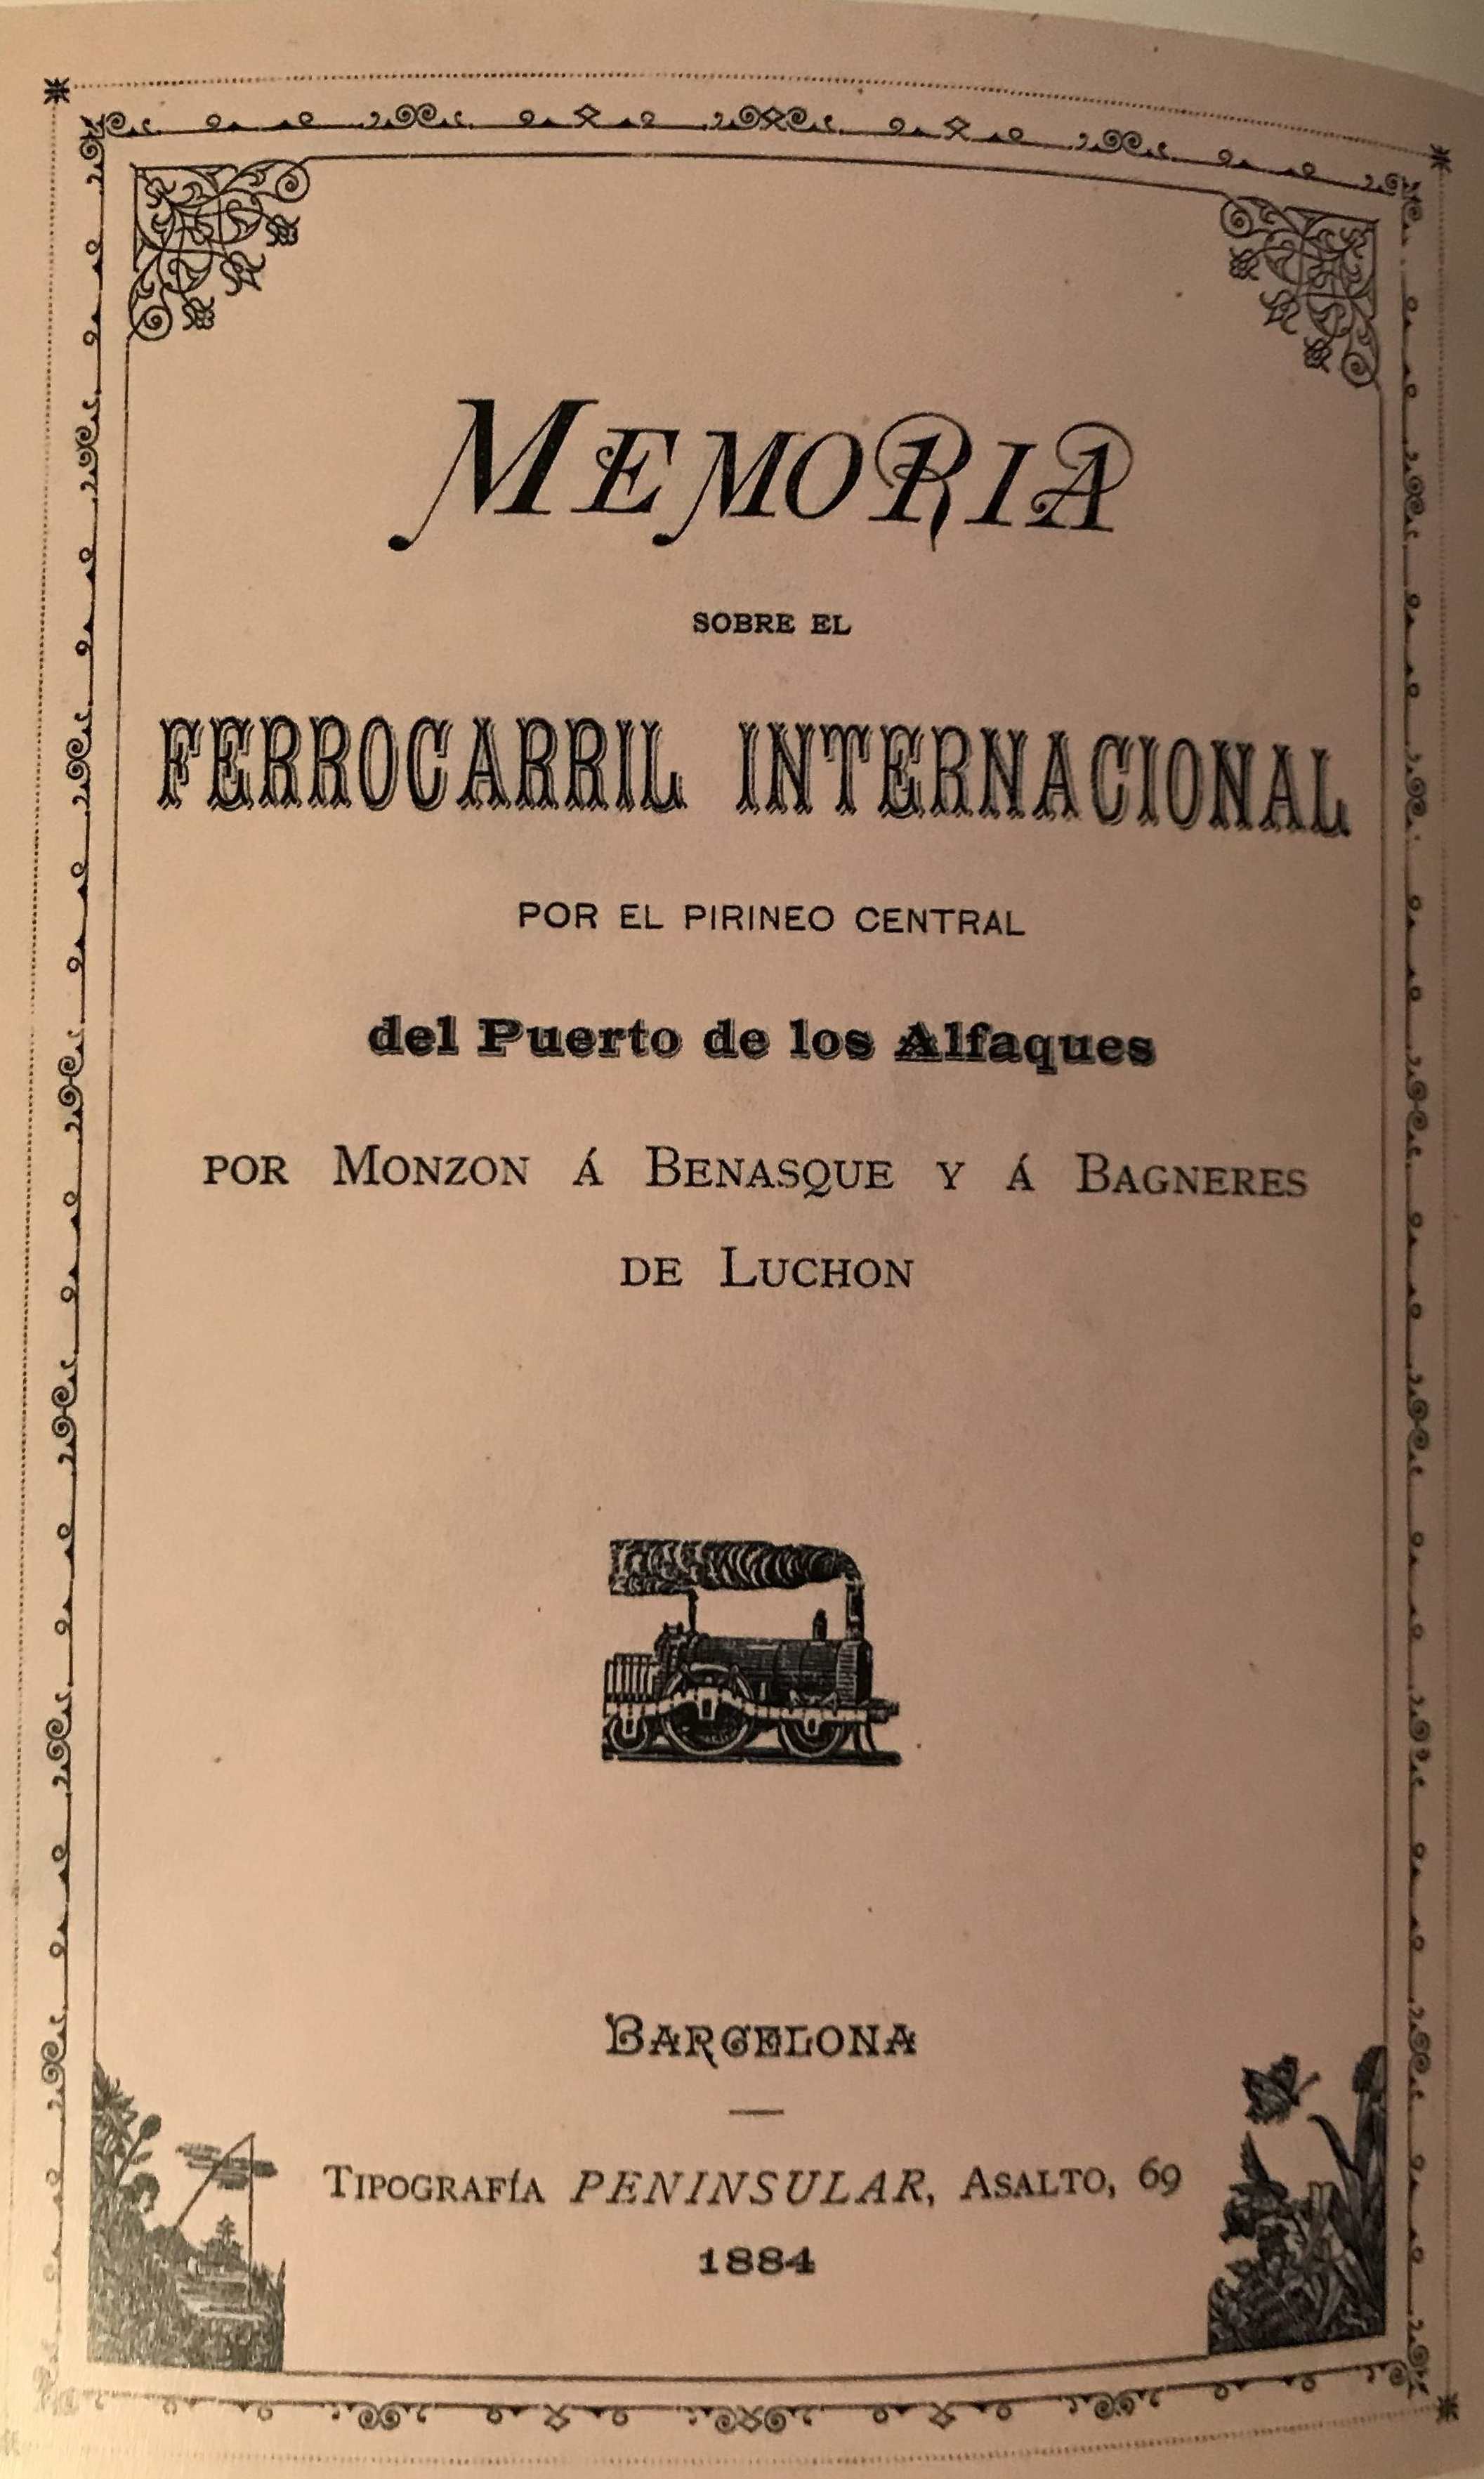 MEMORIA
SOBRE EL
FERROCARRIL INTERNACIONAL
POR EL PIRINEO CENTRAL
del Puerto de los Alfaques
POR MONZON Á BENASQUE Y Á BAGNERES
DE LUCHON
BARCELONA
TIPOGRAFÍA PENINSULAR, ASALTO, 69
1884